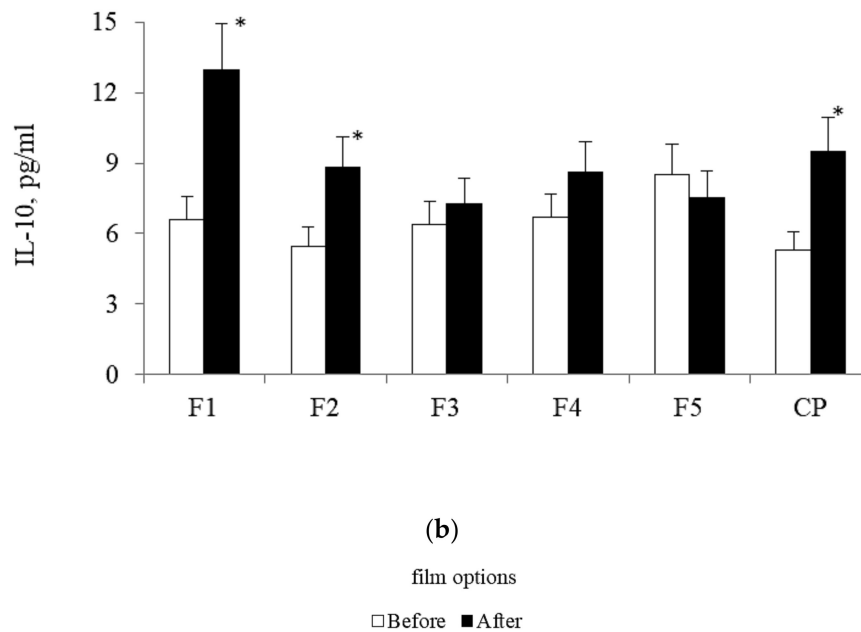 15
12
9
6
3
0
IL-10, pg/ml
*
*
*
F1 F2 F3 F4 F5 CP
(b)
film options
Before After